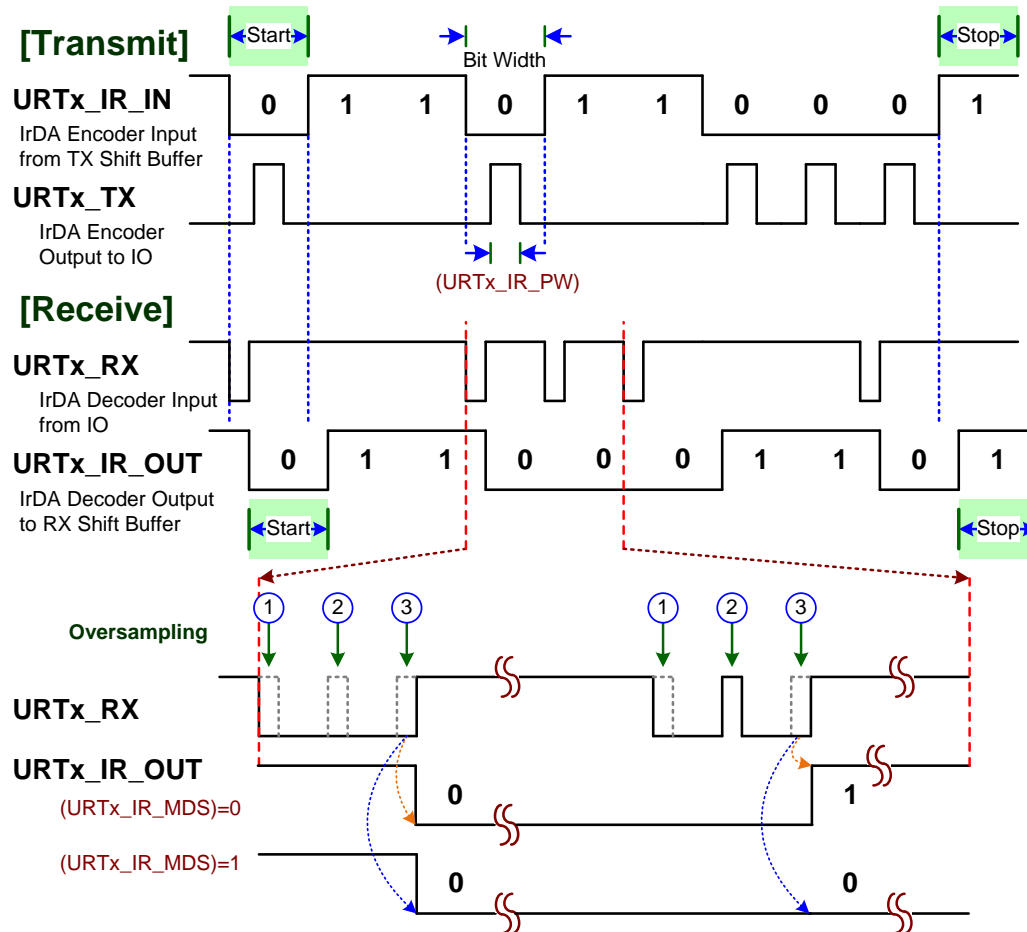 [Transmit]
Start
Bit Width
Stop
URTx_IR_IN
0 1 1 0 1 1 0 0 0 1
IrDA Encoder Input
from TX Shift Buffer
URTx_TX
IrDA Encoder
Output to IO
(URTx_IR_PW)
[Receive]
URTx_RX
IrDA Decoder Input
from IO
URTx_IR_OUT
0 1 1 0 0 0 1 1 0 1
IrDA Decoder Output
to RX Shift Buffer
Start
Stop
1 2 3 1 2 3
Oversampling
URTx_RX
URTx_IR_OUT
(URTx_IR_MDS)=0
0 1
(URTx_IR_MDS)=1
0 0